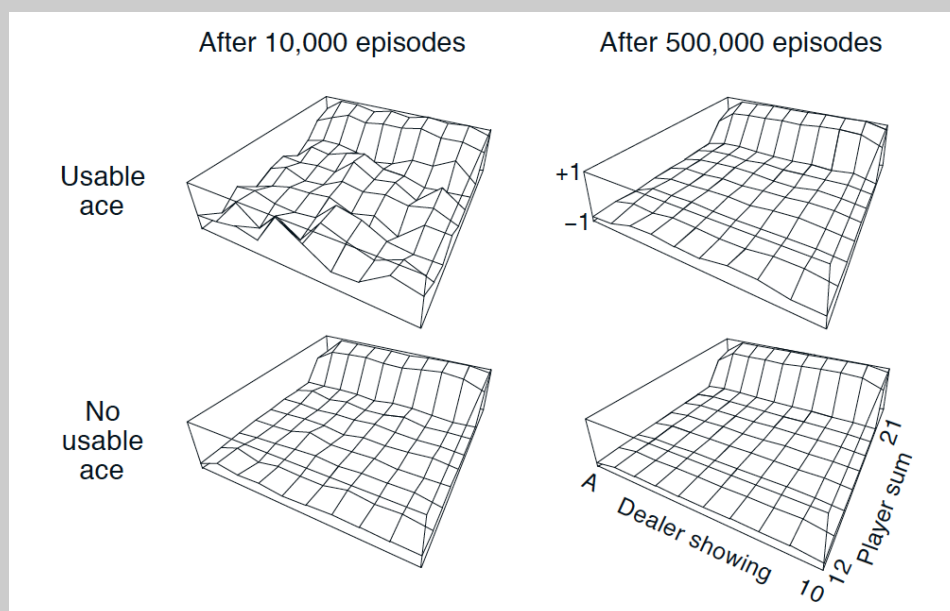 After 10,000 episodes
After 500,000 episodes
Usable
ace
+1
−1
No
usable
ace
A
Dealer showing
10
12
Player sum
21